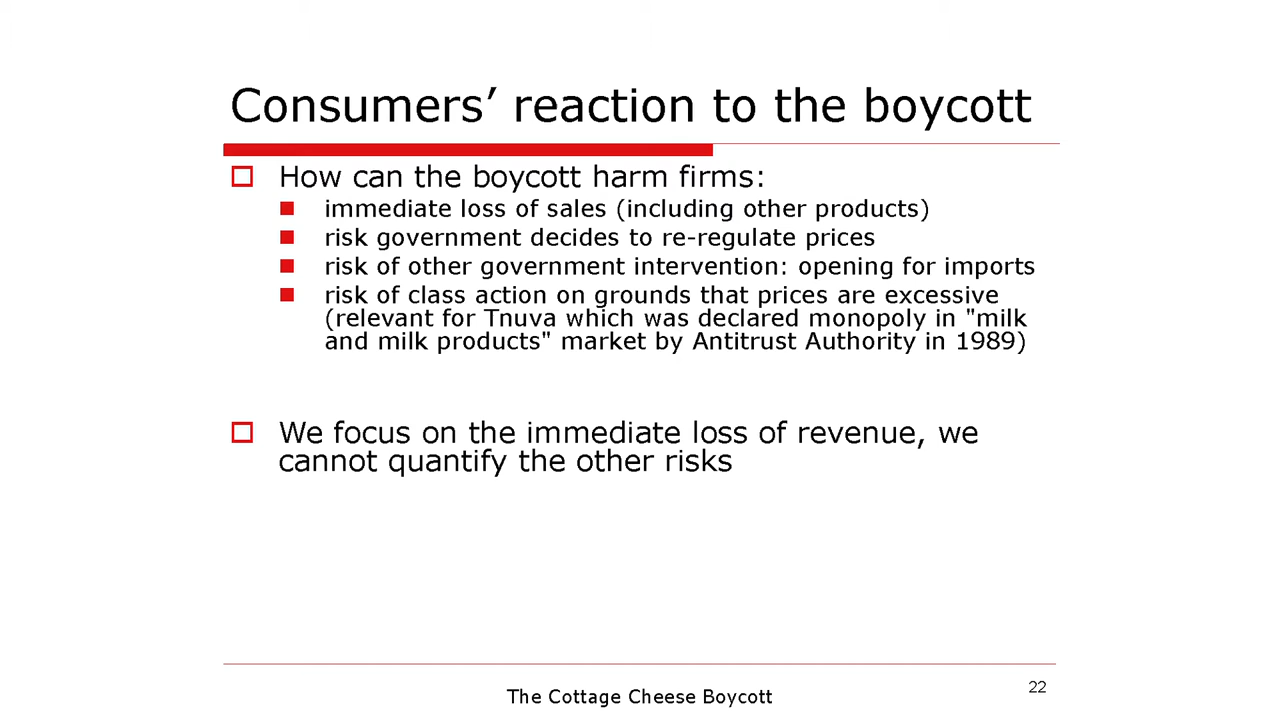 Consumers’ reaction to the boycott
How can the boycott harm firms:
immediate loss of sales (including other products)
risk government decides to re-regulate prices
risk of other government intervention: opening for imports
risk of class action on grounds that prices are excessive
(relevant for Tnuva which was declared monopoly in "milk
and milk products" market by Antitrust Authority in 1989)
We focus on the immediate loss of revenue, we
cannot quantify the other risks
The Cottage Cheese Boycott
22